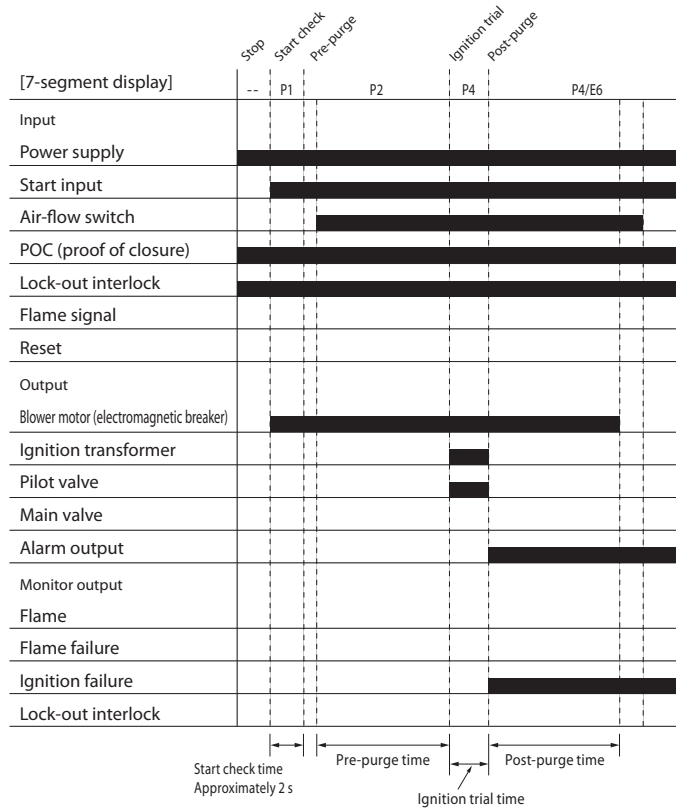 Stop
Start check
Pre-purge
Ignition trial
Post-purge
[7-segment display]
-- P1 P2 P4 P4/E6
Input
Power supply
Start input
Air-flow switch
POC (proof of closure)
Lock-out interlock
Flame signal
Reset
Output
Blower motor (electromagnetic breaker)
Ignition transformer
Pilot valve
Main valve
Alarm output
Monitor output
Flame
Flame failure
Ignition failure
Lock-out interlock
Start check time
Approximately 2 s
Pre-purge time
Ignition trial time
Post-purge time